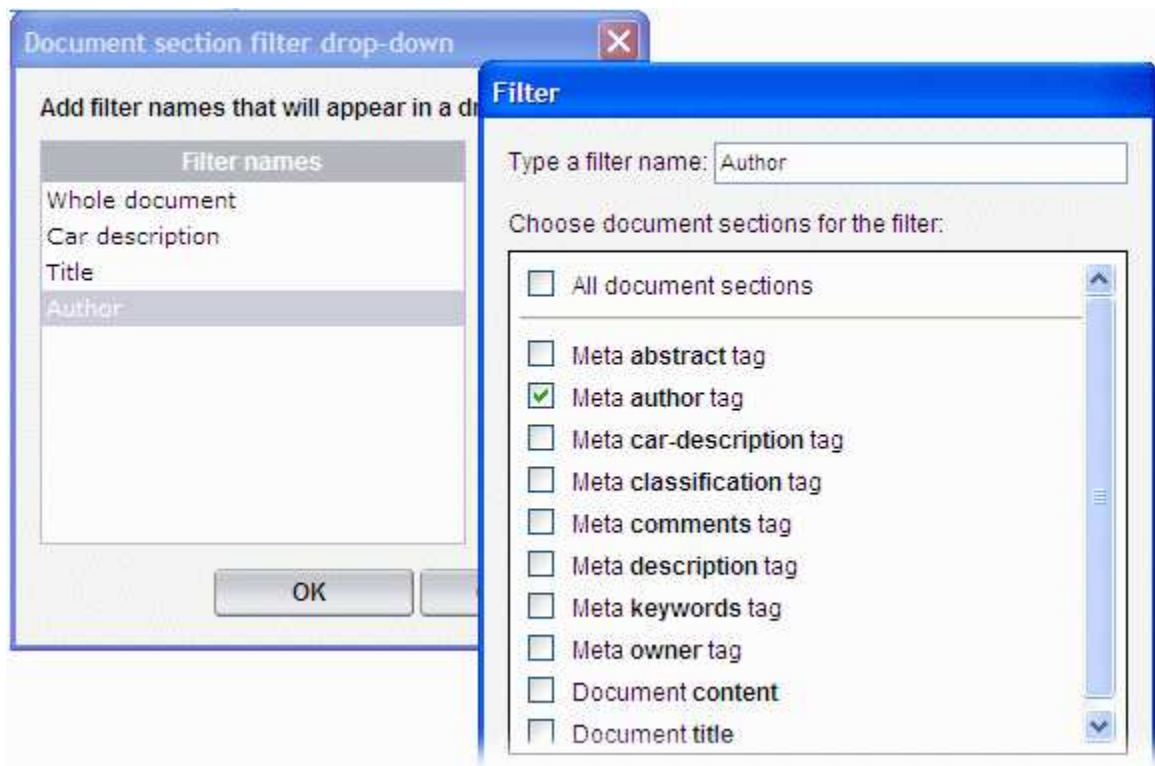 Document section filter drop-down
Add filter names that will appear in a
Filter names
Whole document
Car description
Title
Author
OK
Filter
Type a filter name: Author
Choose document sections for the filter:
All document sections
Meta abstract tag
Meta author tag
Meta car-description tag
Meta classification tag
Meta comments tag
Meta description tag
Meta keywords tag
Meta owner tag
Document content
Document title